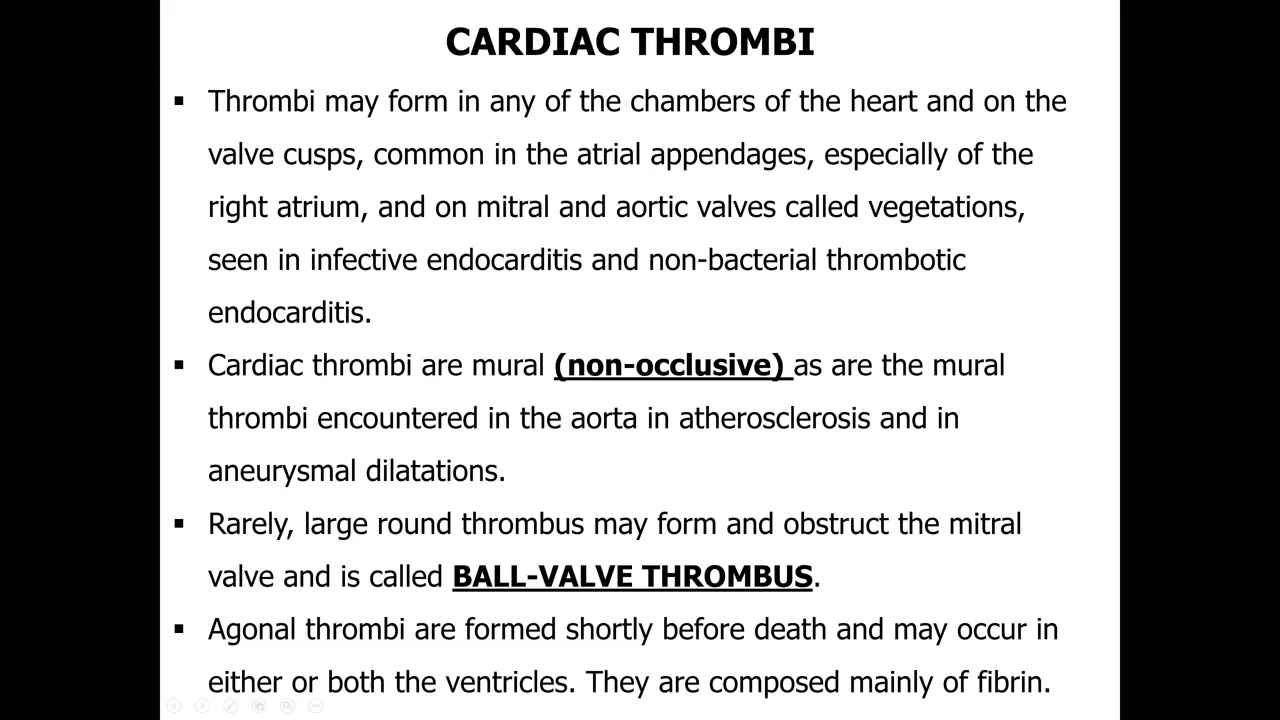 CARDIAC THROMBI
▪ Thrombi may form in any of the chambers of the heart and on the
valve cusps, common in the atrial appendages, especially of the
right atrium, and on mitral and aortic valves called vegetations,
seen in infective endocarditis and non-bacterial thrombotic
endocarditis.
▪ Cardiac thrombi are mural (non-occlusive) as are the mural
thrombi encountered in the aorta in atherosclerosis and in
aneurysmal dilatations.
▪ Rarely, large round thrombus may form and obstruct the mitral
valve and is called BALL-VALVE THROMBUS.
▪ Agonal thrombi are formed shortly before death and may occur in
either or both the ventricles. They are composed mainly of fibrin.